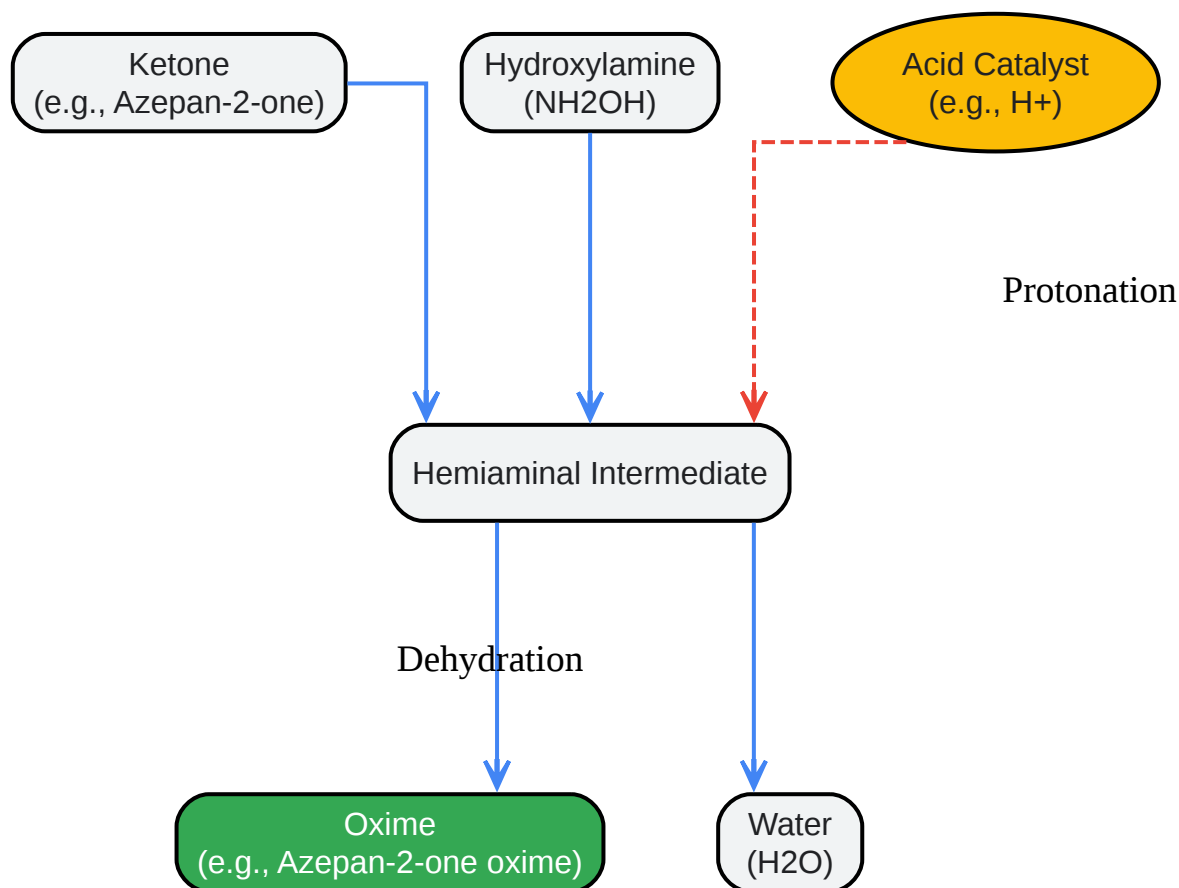 Ketone
(e.g., Azepan-2-one)
Hydroxylamine
(NH2OH)
Acid Catalyst
(e.g., H+)
Protonation
Hemiaminal Intermediate
Dehydration
Oxime
(e.g., Azepan-2-one oxime)
Water
(H2O)